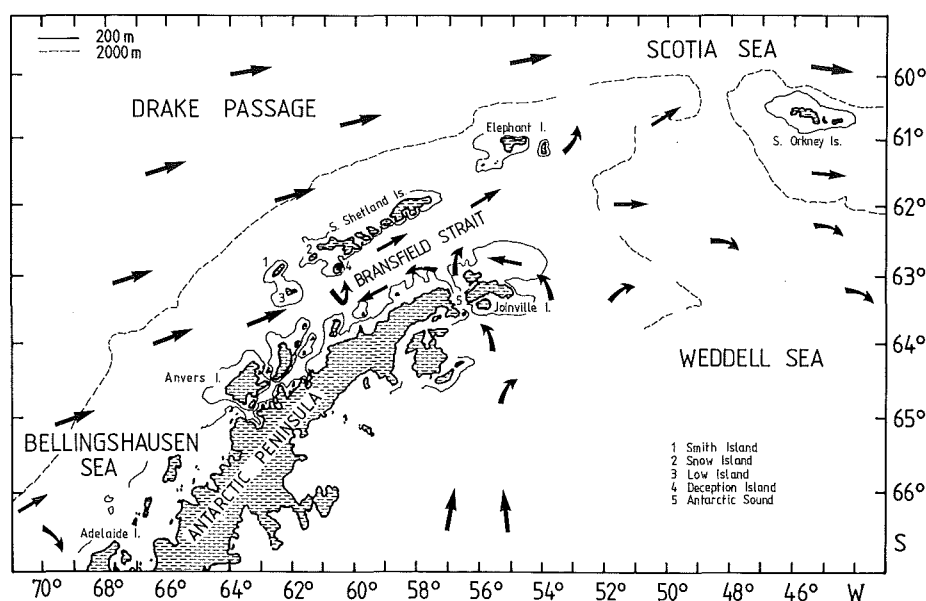 200 m
2000 m
SCOTIA SEA
DRAKE PASSAGE
Elephant I.
S. Orkney Is.
S. Shetland Is.
BRANSFIELD STRAIT
1
2
3
4
5
Joinville I.
WEDDELL SEA
Anvers I.
BELLINGSHAUSEN
SEA
ANTARCTIC PENINSULA
Adelaide I.
1 Smith Island
2 Snow Island
3 Low Island
4 Deception Island
5 Antarctic Sound
60°
61°
62°
63°
64°
65°
66°
S
70° 68° 66° 64° 62° 60° 58° 56° 54° 52° 50° 48° 46° W